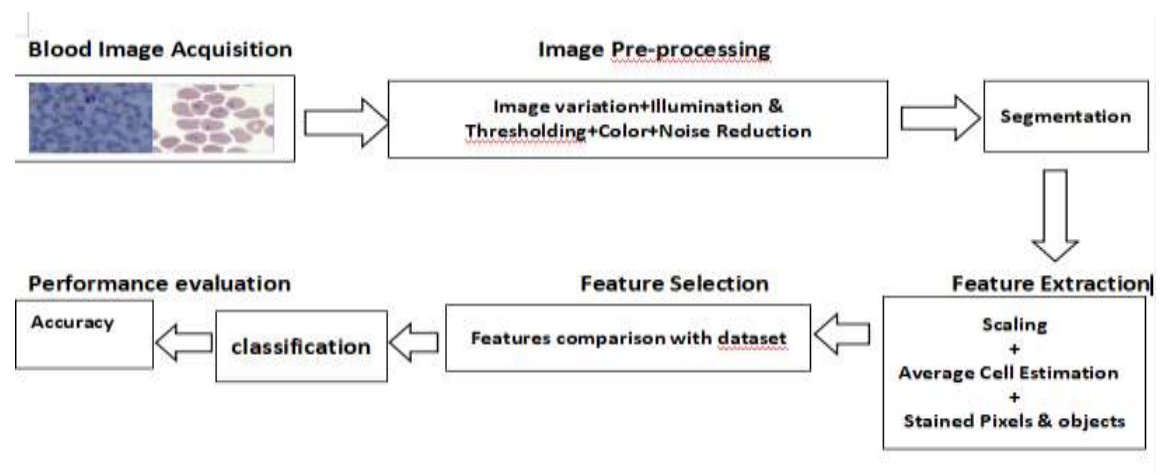 Blood Image Acquisition
Image Pre-processing
Image variation+Illumination &
Thresholding+Color+Noise Reduction
Segmentation
Feature Extraction
Scaling
+
Average Cell Estimation
+
Stained Pixels & objects
Feature Selection
Features comparison with dataset
classification
Performance evaluation
Accuracy